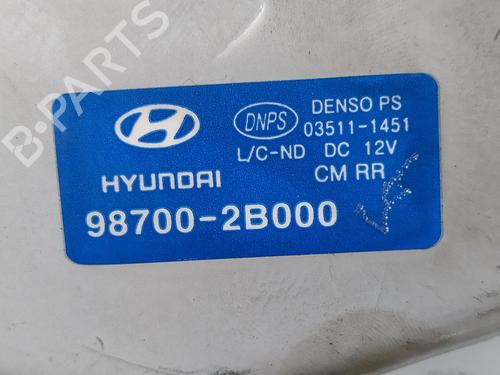 B-PARTS
DNPS
DENSO PS
03511-1451
L/C-ND DC 12V
HYUNDAI
CM RR
98700-2B000